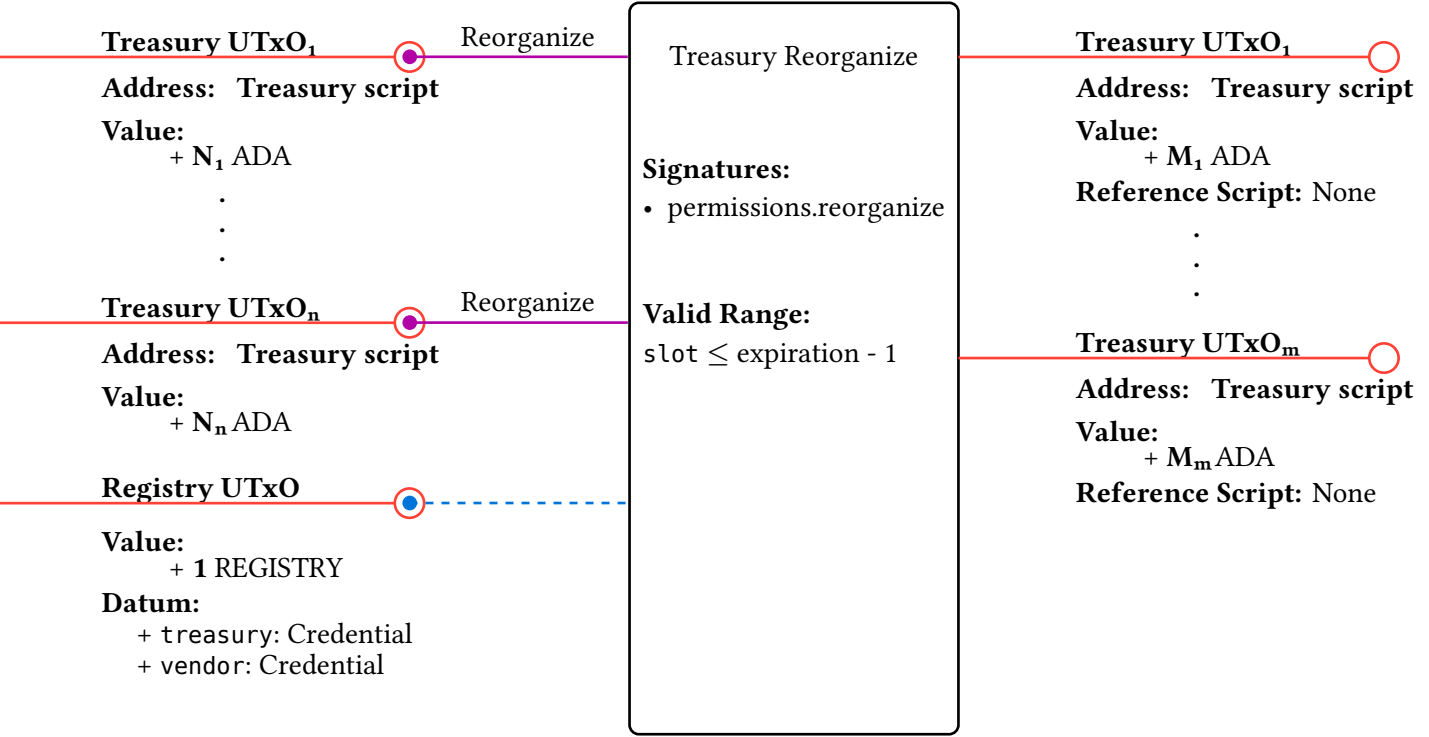 Treasury UTxO₁
Address: Treasury script
Value:
+ N₁ ADA
.
.
.
Treasury UTxOₙ
Address: Treasury script
Value:
+ Nₙ ADA
Registry UTxO
Value:
+ 1 REGISTRY
Datum:
+ treasury: Credential
+ vendor: Credential
Reorganize
Reorganize
Treasury Reorganize
Signatures:
• permissions.reorganize
Valid Range:
slot ≤ expiration - 1
Treasury UTxO₁
Address: Treasury script
Value:
+ M₁ ADA
Reference Script: None
.
.
.
Treasury UTxOₘ
Address: Treasury script
Value:
+ Mₘ ADA
Reference Script: None